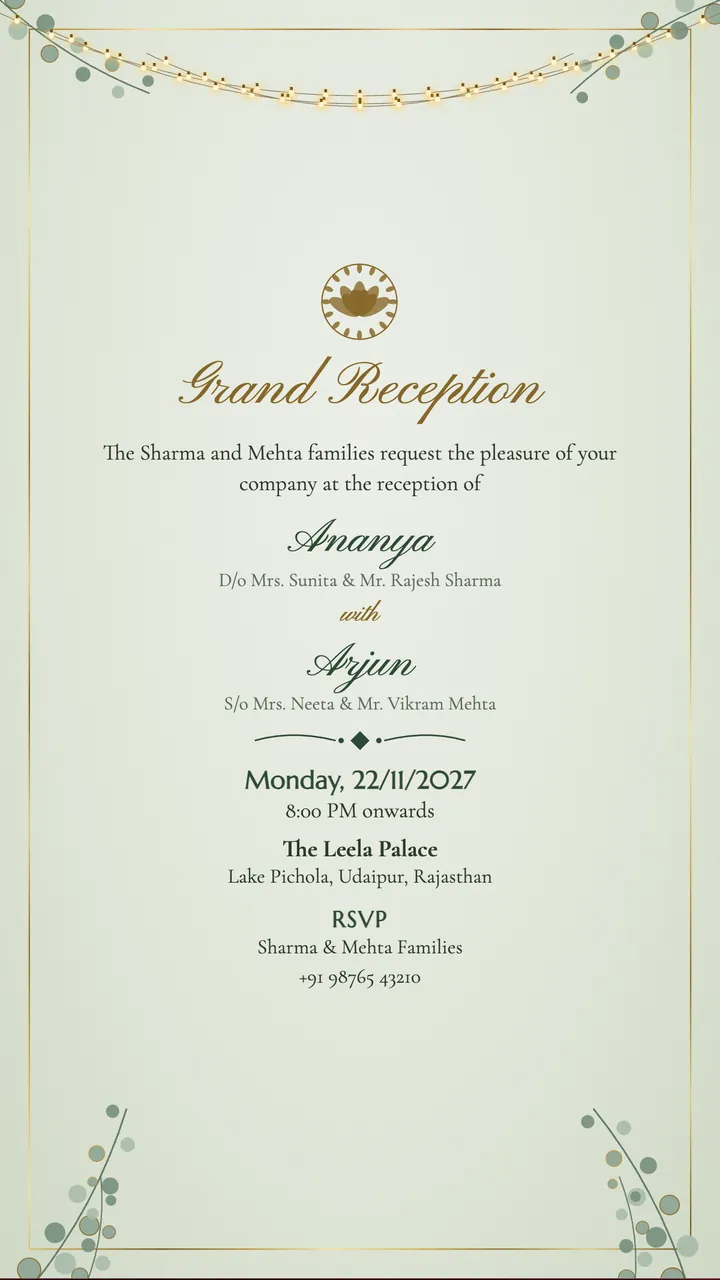 Grand Reception
The Sharma and Mehta families request the pleasure of your
company at the reception of
Ananya
D/o Mrs. Sunita & Mr. Rajesh Sharma
with
Arjun
S/o Mrs. Neeta & Mr. Vikram Mehta
Monday, 22/11/2027
8:00 PM onwards
The Leela Palace
Lake Pichola, Udaipur, Rajasthan
RSVP
Sharma & Mehta Families
+91 98765 43210